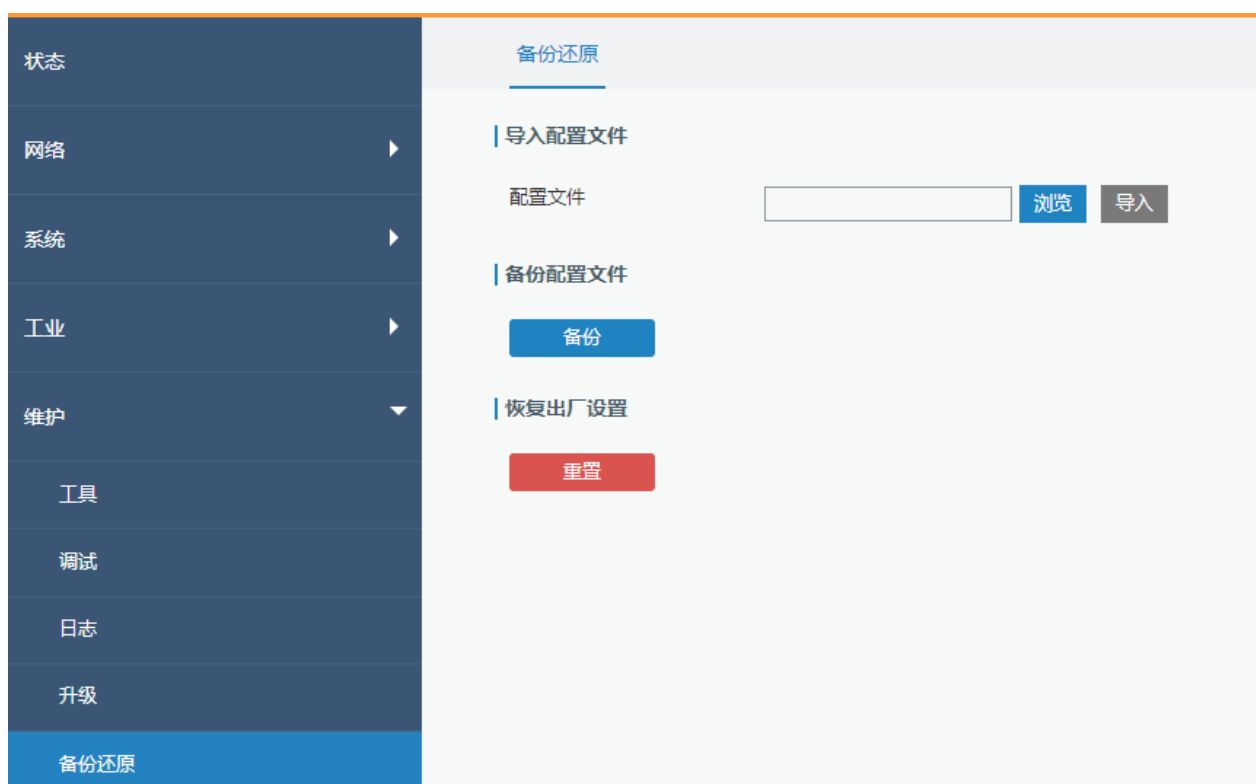 状态
网络
系统
工业
维护
工具
调试
日志
升级
备份还原
备份还原
导入配置文件
配置文件 浏览 导入
备份配置文件
备份
恢复出厂设置
重置